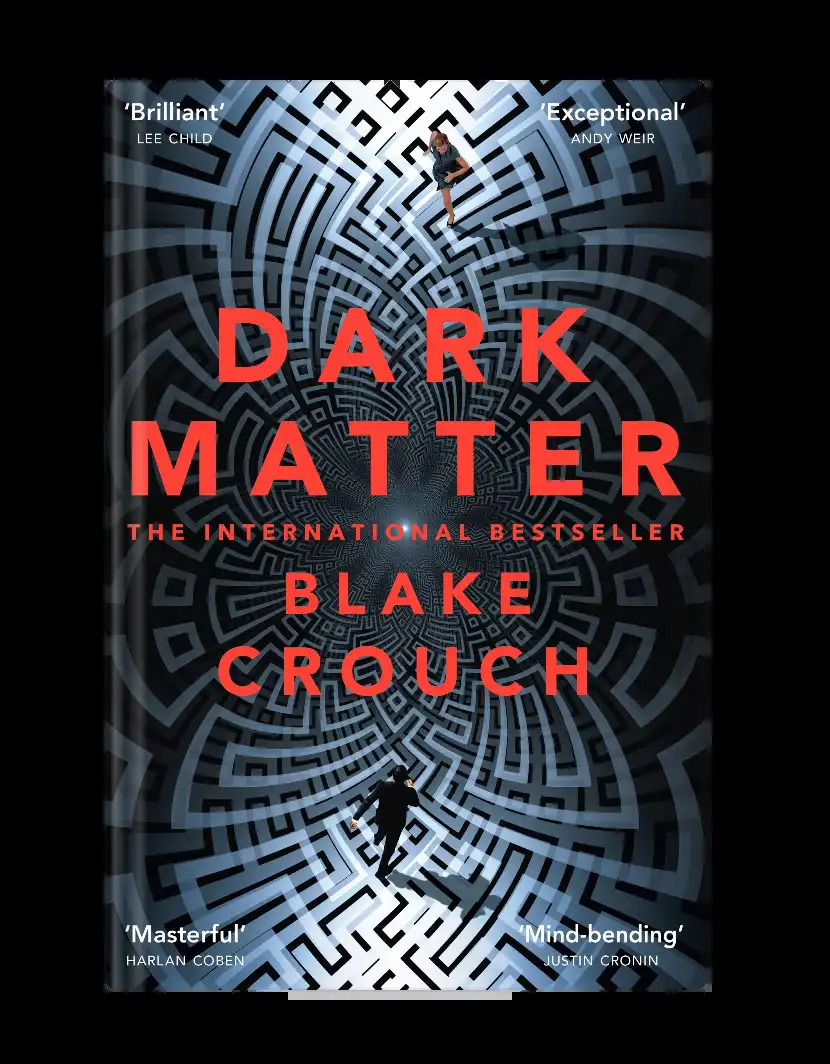 ‘Brilliant’
LEE CHILD
‘Exceptional’
ANDY WEIR
DARK
MATTER
THE INTERNATIONAL BESTSELLER
BLAKE
CROUCH
‘Masterful’
HARLAN COBEN
‘Mind-bending’
JUSTIN CRONIN